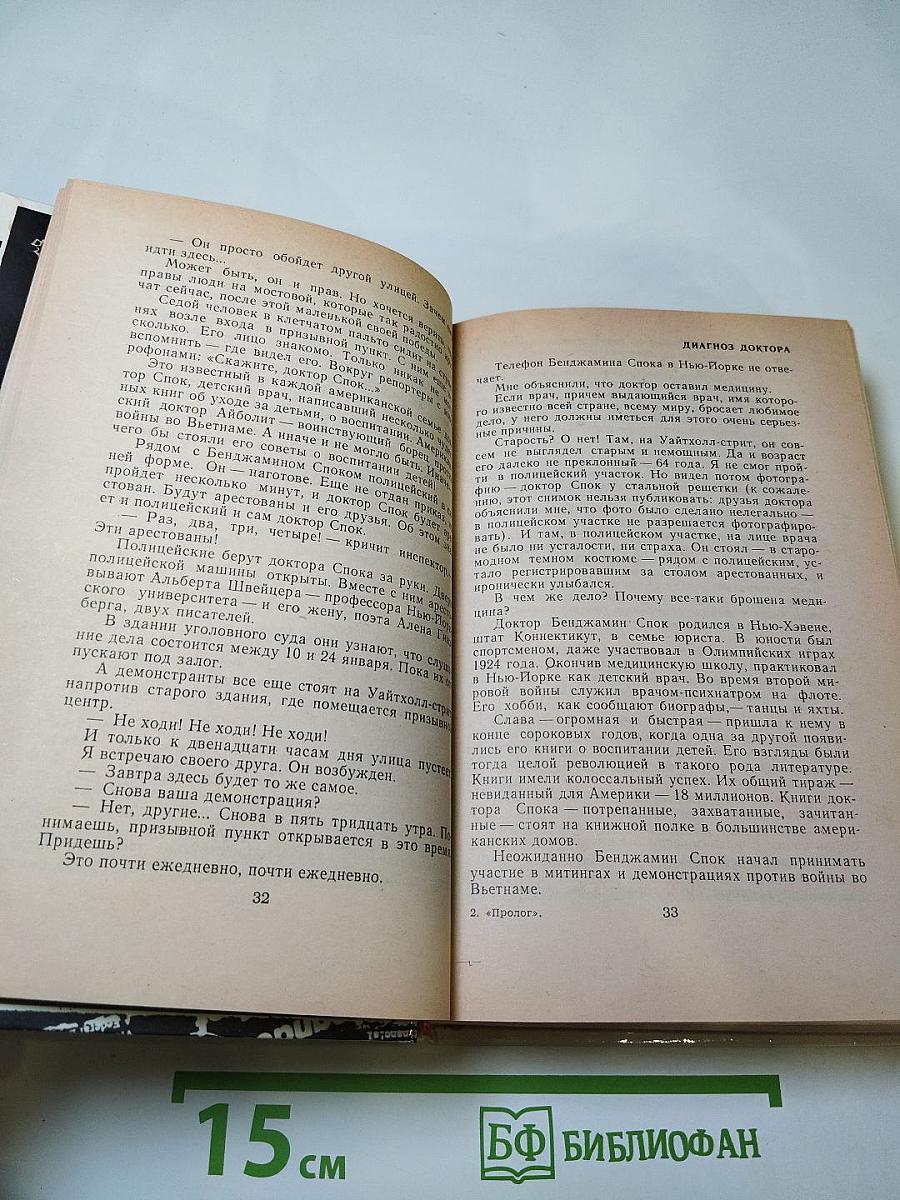 — Он просто обойдет другой улицей. Зачем
идти здесь...
Может быть, он и прав. Но хочется верить,
правы люди на мостовой, которые так радостно
чат сейчас, после этой маленькой своей победы.
Седой человек в клетчатом пальто сидит на
нях возле входа в призывной пункт. С ним еще
сколько. Его лицо знакомо. Только никак не
вспомнить — где видел его. Вокруг репортеры с
рофонами: «Скажите, доктор Спок...»
Это известный в каждой американской семье
тор Спок, детский врач, написавший несколько
ных книг об уходе за детьми, о воспитании.
ский доктор Айболит — воинствующий борец
войны во Вьетнаме. А иначе и не могло быть.
чего бы стояли его советы о воспитании детей!
Рядом с Бенджамином Споком полицейский в
ней форме. Он — наготове. Еще не отдан приказ,
пройдет несколько минут, и доктор Спок будет
стован. Будут арестованы и его друзья. Об этом
ет и полицейский и сам доктор Спок.
— Раз, два, три, четыре! — кричит инспектор.
Эти арестованы!
Полицейские берут доктора Спока за руки.
полицейской машины открыты. Вместе с ним
вывают Альберта Швейцера — профессора
ского университета — и его жену, поэта Алена
берга, двух писателей.
В здании уголовного суда они узнают, что
ние дела состоится между 10 и 24 января. Пока их
пускают под залог.
А демонстранты все еще стоят на Уайтхолл-стрит
напротив старого здания, где помещается призывной
центр.
— Не ходи! Не ходи! Не ходи!
И только к двенадцати часам дня улица пустеет.
Я встречаю своего друга. Он возбужден.
— Завтра здесь будет то же самое.
— Снова ваша демонстрация?
— Нет, другие... Снова в пять тридцать утра.
нимаешь, призывной пункт открывается в это время.
Придешь?
Это почти ежедневно, почти ежедневно.
32
ДИАГНОЗ ДОКТОРА
Телефон Бенджамина Спока в Нью-Йорке не отве-
чает.
Мне объяснили, что доктор оставил медицину.
Если врач, причем выдающийся врач, имя которо-
го известно всей стране, всему миру, бросает любимое
дело, у него должны иметься для этого очень серьез-
ные причины.
Старость? О нет! Там, на Уайтхолл-стрит, он сов-
сем не выглядел старым и немощным. Да и возраст
его далеко не преклонный — 64 года. Я не смог прой-
ти в полицейский участок. Но видел потом фотогра-
фию — доктор Спок у стальной решетки (к сожале-
нию, этот снимок нельзя публиковать: друзья доктора
объяснили мне, что фото было сделано нелегально —
в полицейском участке не разрешается фотографиро-
вать). И там, в полицейском участке, на лице врача
не было ни усталости, ни страха. Он стоял — в старо-
модном темном костюме — рядом с полицейским, ус-
тало регистрировавшим за столом арестованных, и
иронически улыбался.
В чем же дело? Почему все-таки брошена меди-
цина?
Доктор Бенджамин Спок родился в Нью-Хэвене,
штат Коннектикут, в семье юриста. В юности был
спортсменом, даже участвовал в Олимпийских играх
1924 года. Окончив медицинскую школу, практиковал
в Нью-Йорке как детский врач. Во время второй ми-
ровой войны служил врачом-психиатром на флоте.
Его хобби, как сообщают биографы,— танцы и яхты.
Слава — огромная и быстрая — пришла к нему в
конце сороковых годов, когда одна за другой появи-
лись его книги о воспитании детей. Его взгляды были
тогда целой революцией в такого рода литературе.
Книги имели колоссальный успех. Их общий тираж —
невиданный для Америки — 18 миллионов. Книги док-
тора Спока — потрепанные, захватанные, зачитан-
ные — стоят на книжной полке в большинстве амери-
канских домов.
Неожиданно Бенджамин Спок начал принимать
участие в митингах и демонстрациях против войны во
Вьетнаме.
2. «Пролог».
33
15 см
БФ БИБЛИОФАН